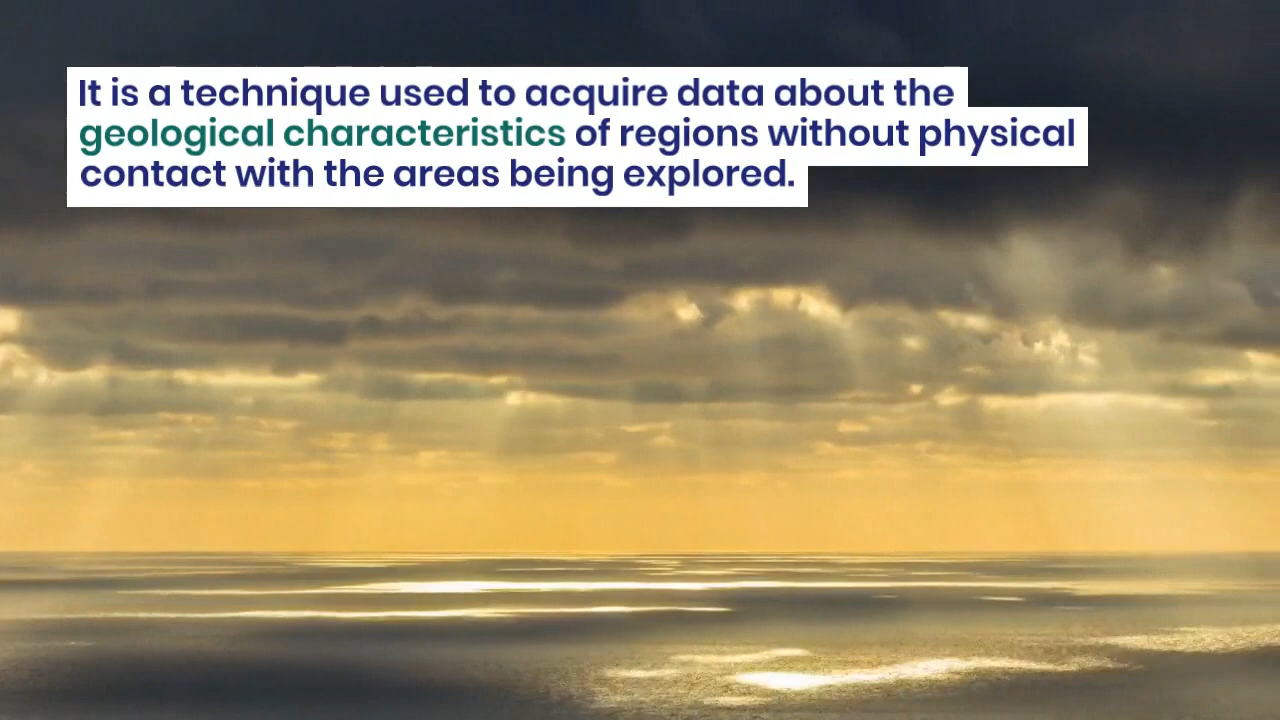 It is a technique used to acquire data about the
geological characteristics of regions without physical
contact with the areas being explored.